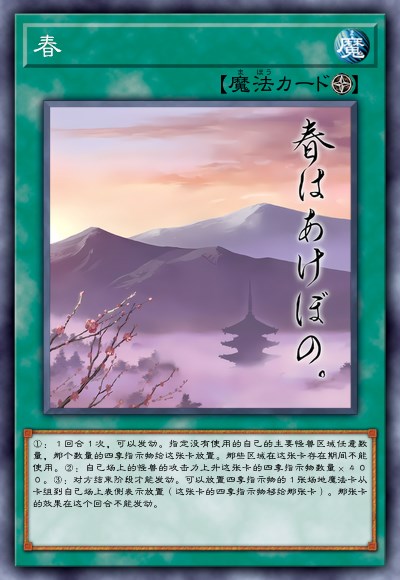 春
魔
【魔法カード】
まほう
春はあけぼの。
①：１回合１次，可以发动。指定没有使用的自己的主要怪兽区域任意数
量，那个数量的四季指示物给这张卡放置。那些区域在这张卡存在期间不能
使用。②：自己场上的怪兽的攻击力上升这张卡的四季指示物数量×４０
０。③：对方结束阶段才能发动。可以放置四季指示物的１张场地魔法卡从
卡组到自己场上表侧表示放置（这张卡的四季指示物移给那张卡）。那张卡
的效果在这个回合不能发动。